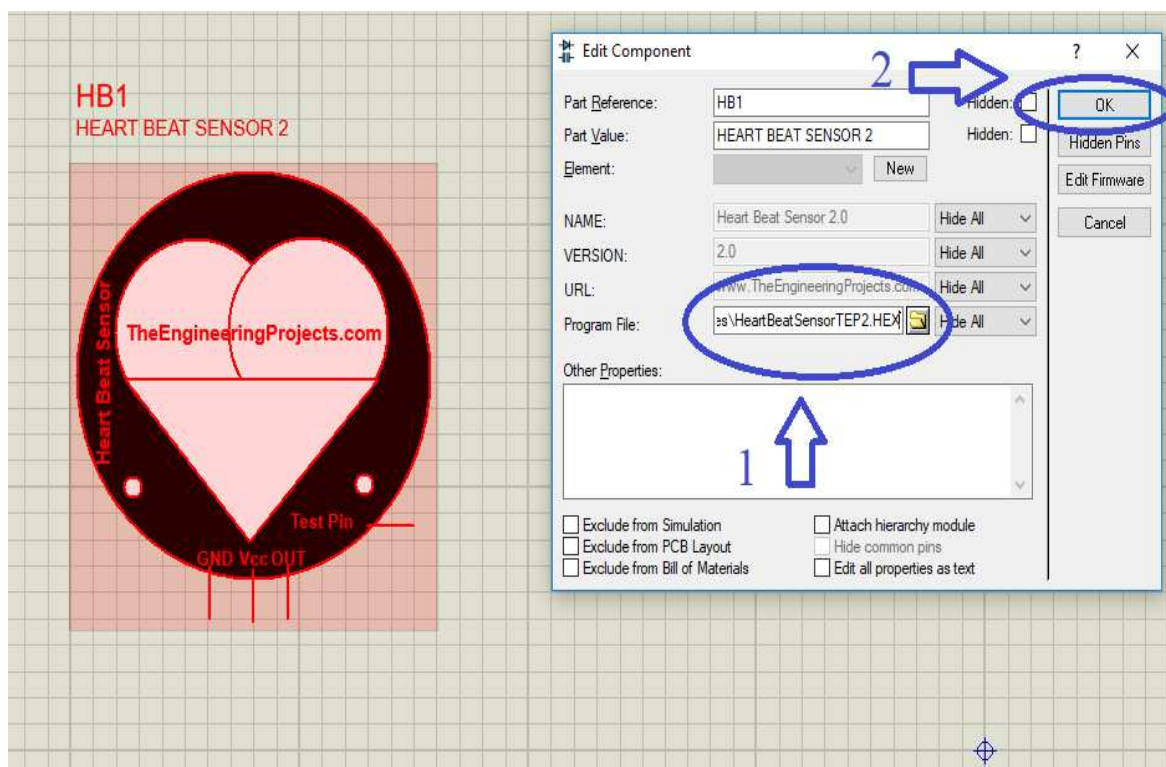 HB1
HEART BEAT SENSOR 2
Heart Beat Sensor
TheEngineeringProjects.com
Test Pin
GND Vcc OUT
Edit Component ? X
2
Part Reference: HB1 Hidden: OK
Part Value: HEART BEAT SENSOR 2 Hidden: Hidden Pins
Element: New Edit Firmware
NAME: Heart Beat Sensor 2.0 Hide All Cancel
VERSION: 2.0 Hide All
URL: www.TheEngineeringProjects.com Hide All
Program File: es\HeartBeatSensorTEP2.HEX Hide All
Other Properties:
1
Exclude from Simulation Attach hierarchy module
Exclude from PCB Layout Hide common pins
Exclude from Bill of Materials Edit all properties as text